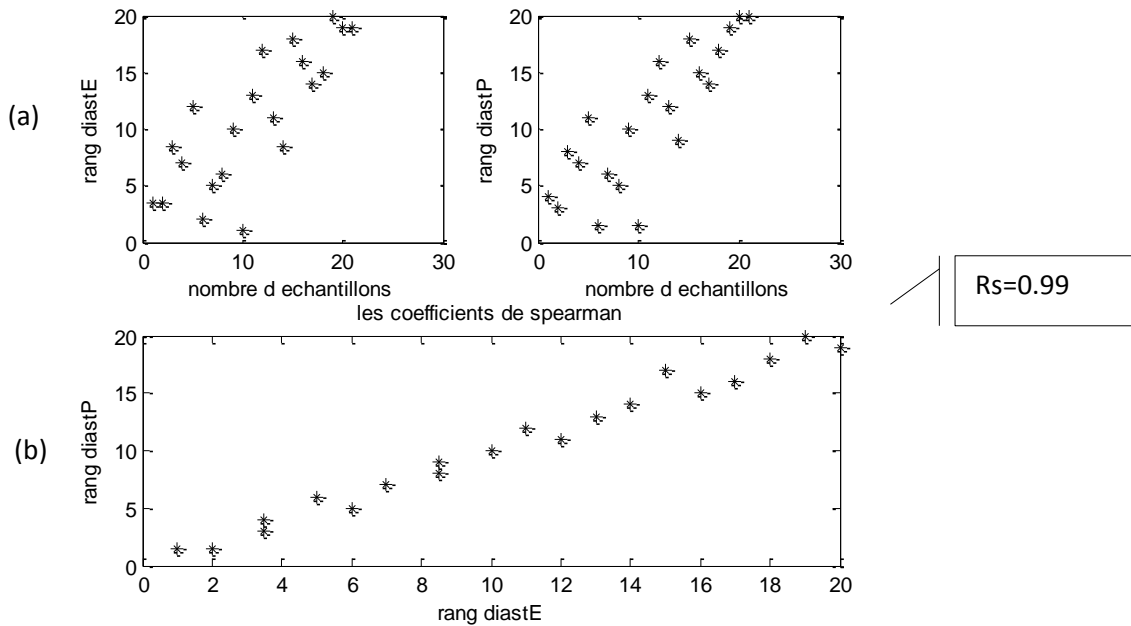 (a)
20
15
10
5
0
rang diastE
0 10 20 30
nombre d echantillons
20
15
10
5
0
rang diastP
0 10 20 30
nombre d echantillons
Rs=0.99
les coefficients de spearman
(b)
20
15
10
5
0
rang diastP
0 2 4 6 8 10 12 14 16 18 20
rang diastE